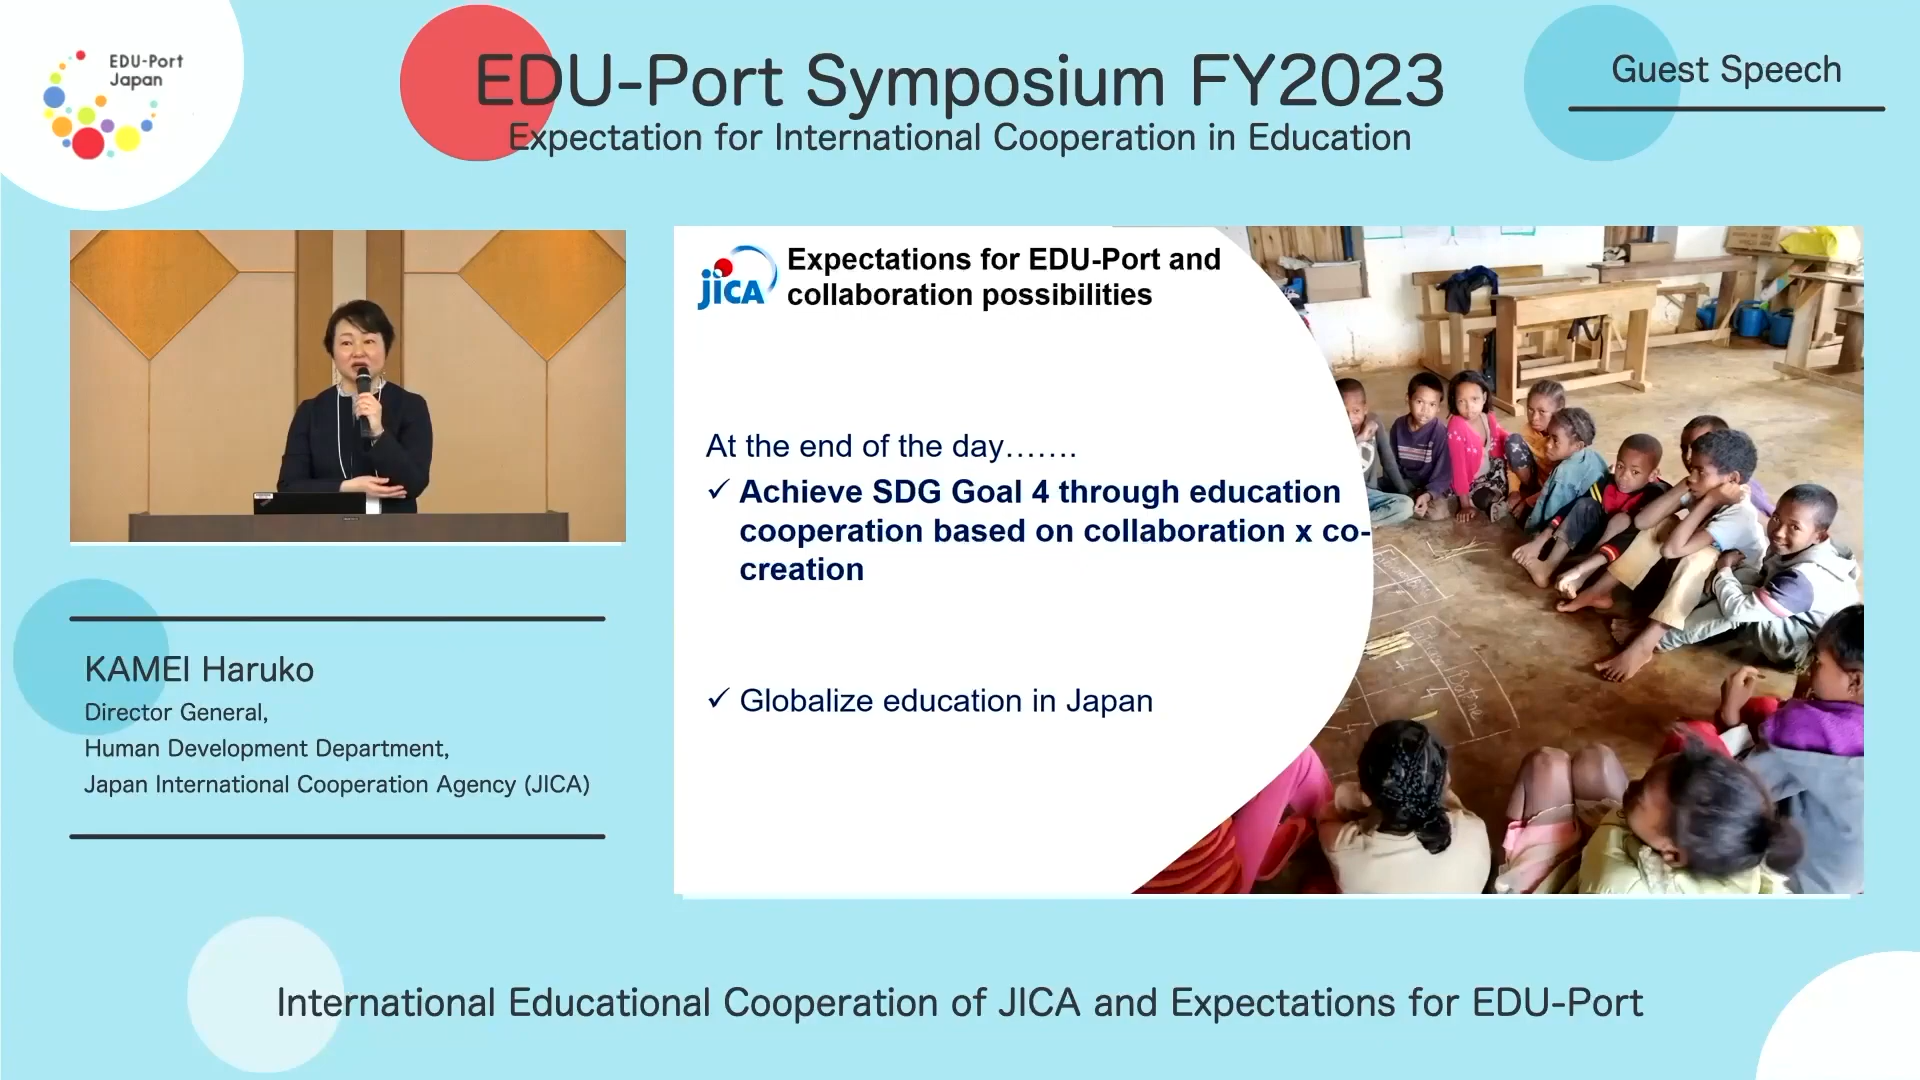 EDU-Port
Japan
EDU-Port Symposium FY2023
Expectation for International Cooperation in Education
Guest Speech
JICA
Expectations for EDU-Port and
collaboration possibilities
At the end of the day…….
✓ Achieve SDG Goal 4 through education
cooperation based on collaboration x co-
creation
✓ Globalize education in Japan
KAMEI Haruko
Director General,
Human Development Department,
Japan International Cooperation Agency (JICA)
International Educational Cooperation of JICA and Expectations for EDU-Port